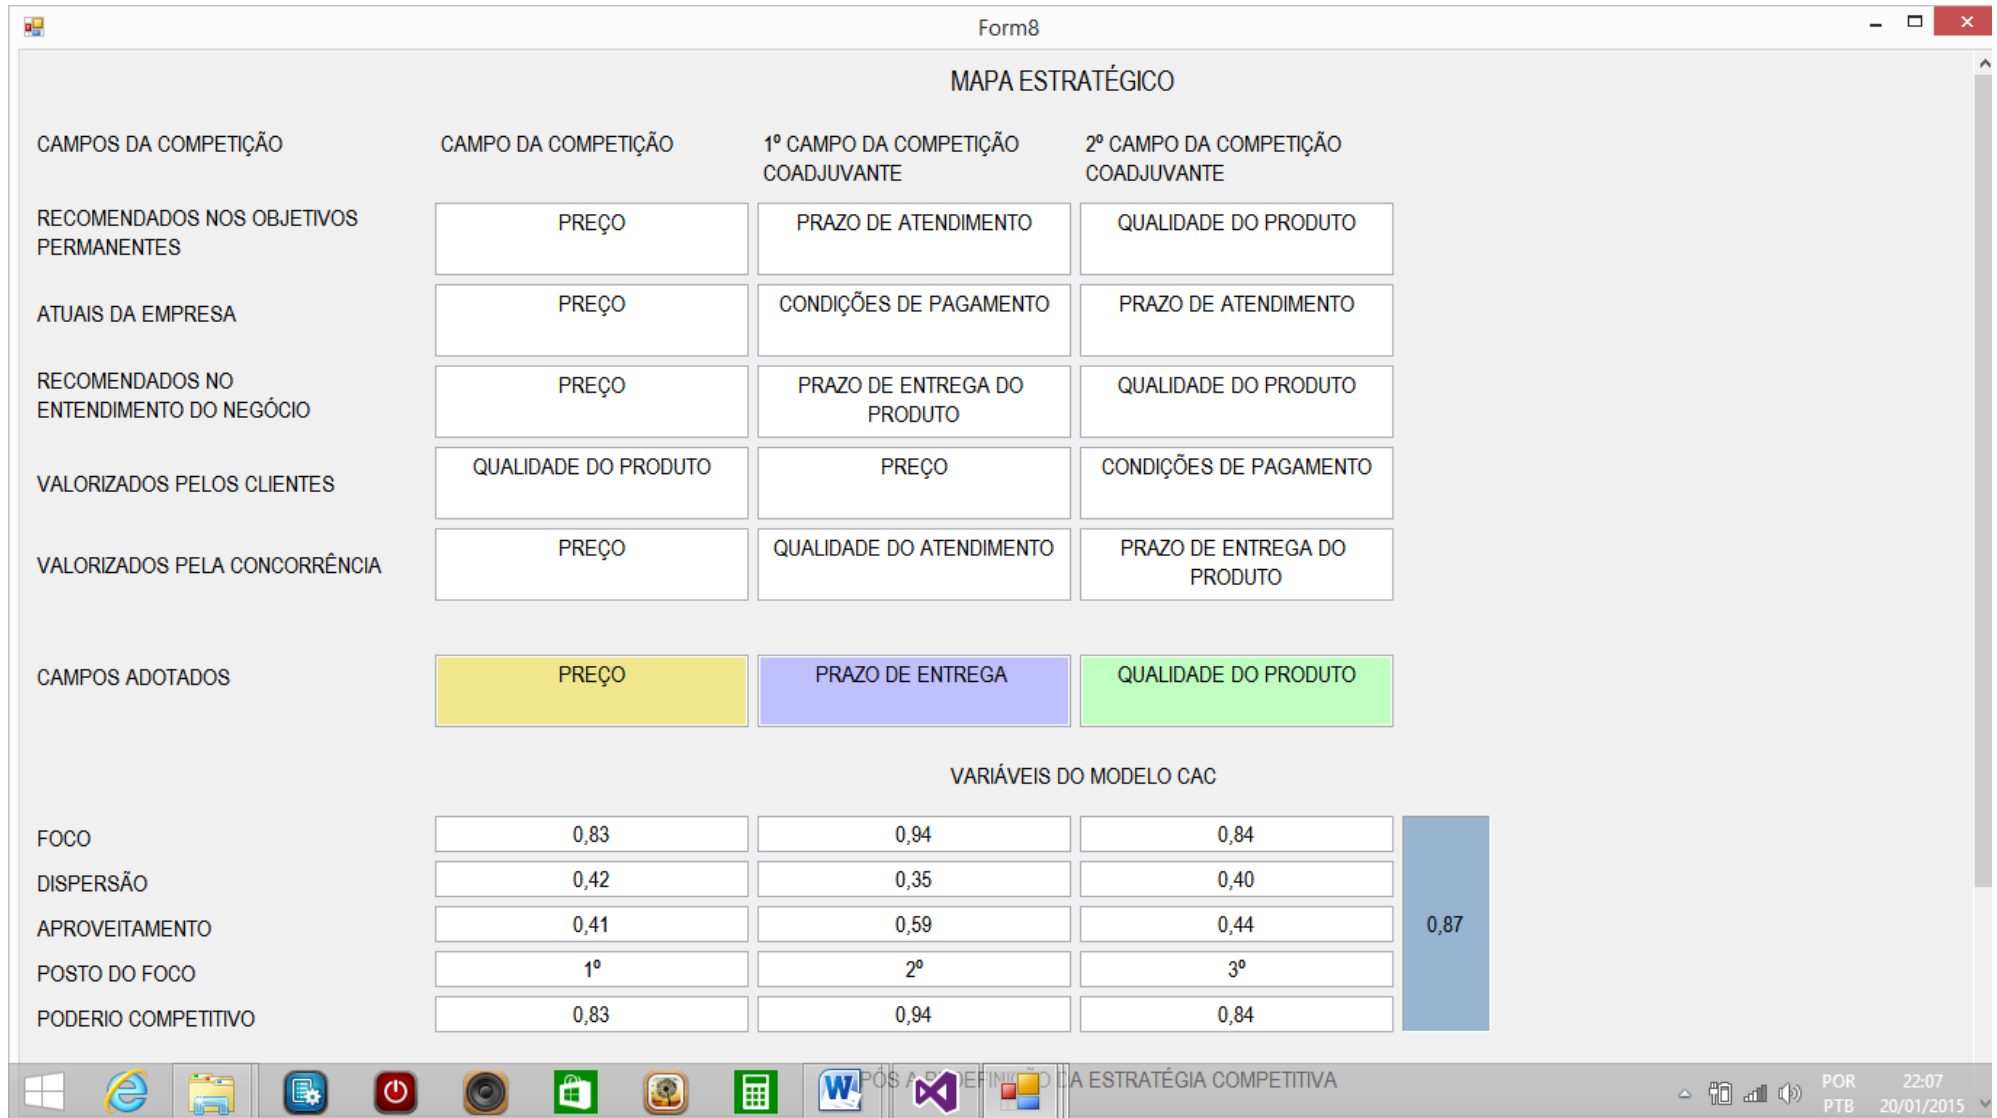 Form8
MAPA ESTRATÉGICO
CAMPOS DA COMPETIÇÃO
CAMPO DA COMPETIÇÃO
1º CAMPO DA COMPETIÇÃO
COADJUVANTE
2º CAMPO DA COMPETIÇÃO
COADJUVANTE
RECOMENDADOS NOS OBJETIVOS
PERMANENTES
PREÇO
PRAZO DE ATENDIMENTO
QUALIDADE DO PRODUTO
ATUAIS DA EMPRESA
PREÇO
CONDIÇÕES DE PAGAMENTO
PRAZO DE ATENDIMENTO
RECOMENDADOS NO
ENTENDIMENTO DO NEGÓCIO
PREÇO
PRAZO DE ENTREGA DO
PRODUTO
QUALIDADE DO PRODUTO
VALORIZADOS PELOS CLIENTES
QUALIDADE DO PRODUTO
PREÇO
CONDIÇÕES DE PAGAMENTO
VALORIZADOS PELA CONCORRÊNCIA
PREÇO
QUALIDADE DO ATENDIMENTO
PRAZO DE ENTREGA DO
PRODUTO
CAMPOS ADOTADOS
PREÇO
PRAZO DE ENTREGA
QUALIDADE DO PRODUTO
VARIÁVEIS DO MODELO CAC
FOCO
0,83
0,94
0,84
DISPERSÃO
0,42
0,35
0,40
APROVEITAMENTO
0,41
0,59
0,44
0,87
POSTO DO FOCO
1º
2º
3º
PODERIO COMPETITIVO
0,83
0,94
0,84
DA ESTRATÉGIA COMPETITIVA
POR
PTB
22:07
20/01/2015